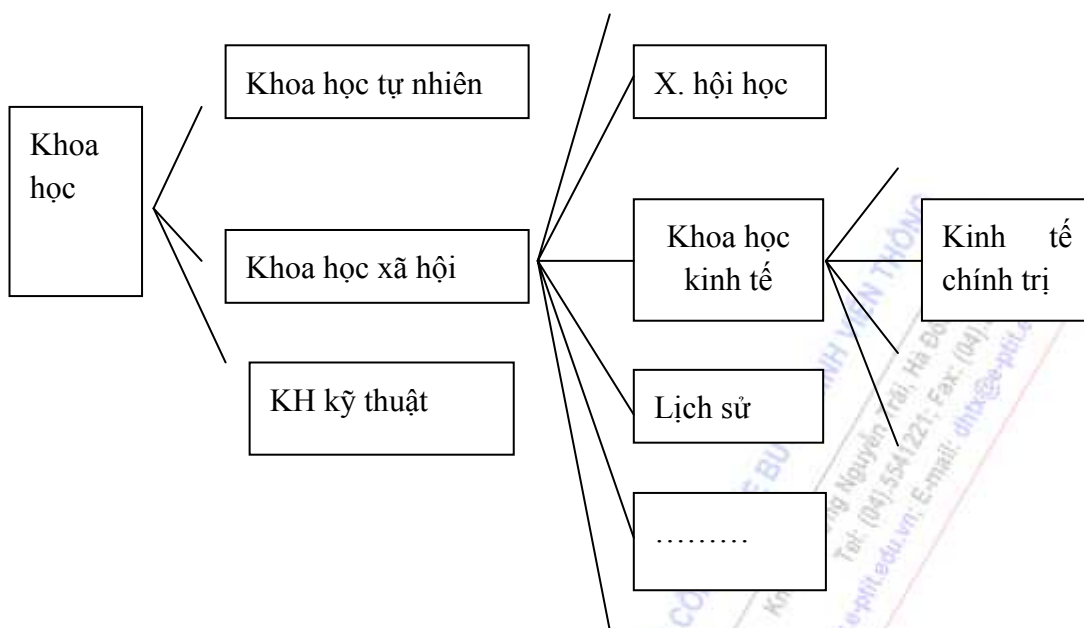 Khoa
học
Khoa học tự nhiên
Khoa học xã hội
KH kỹ thuật
X. hội học
Khoa học
kinh tế
Lịch sử
………
Kinh tế
chính trị